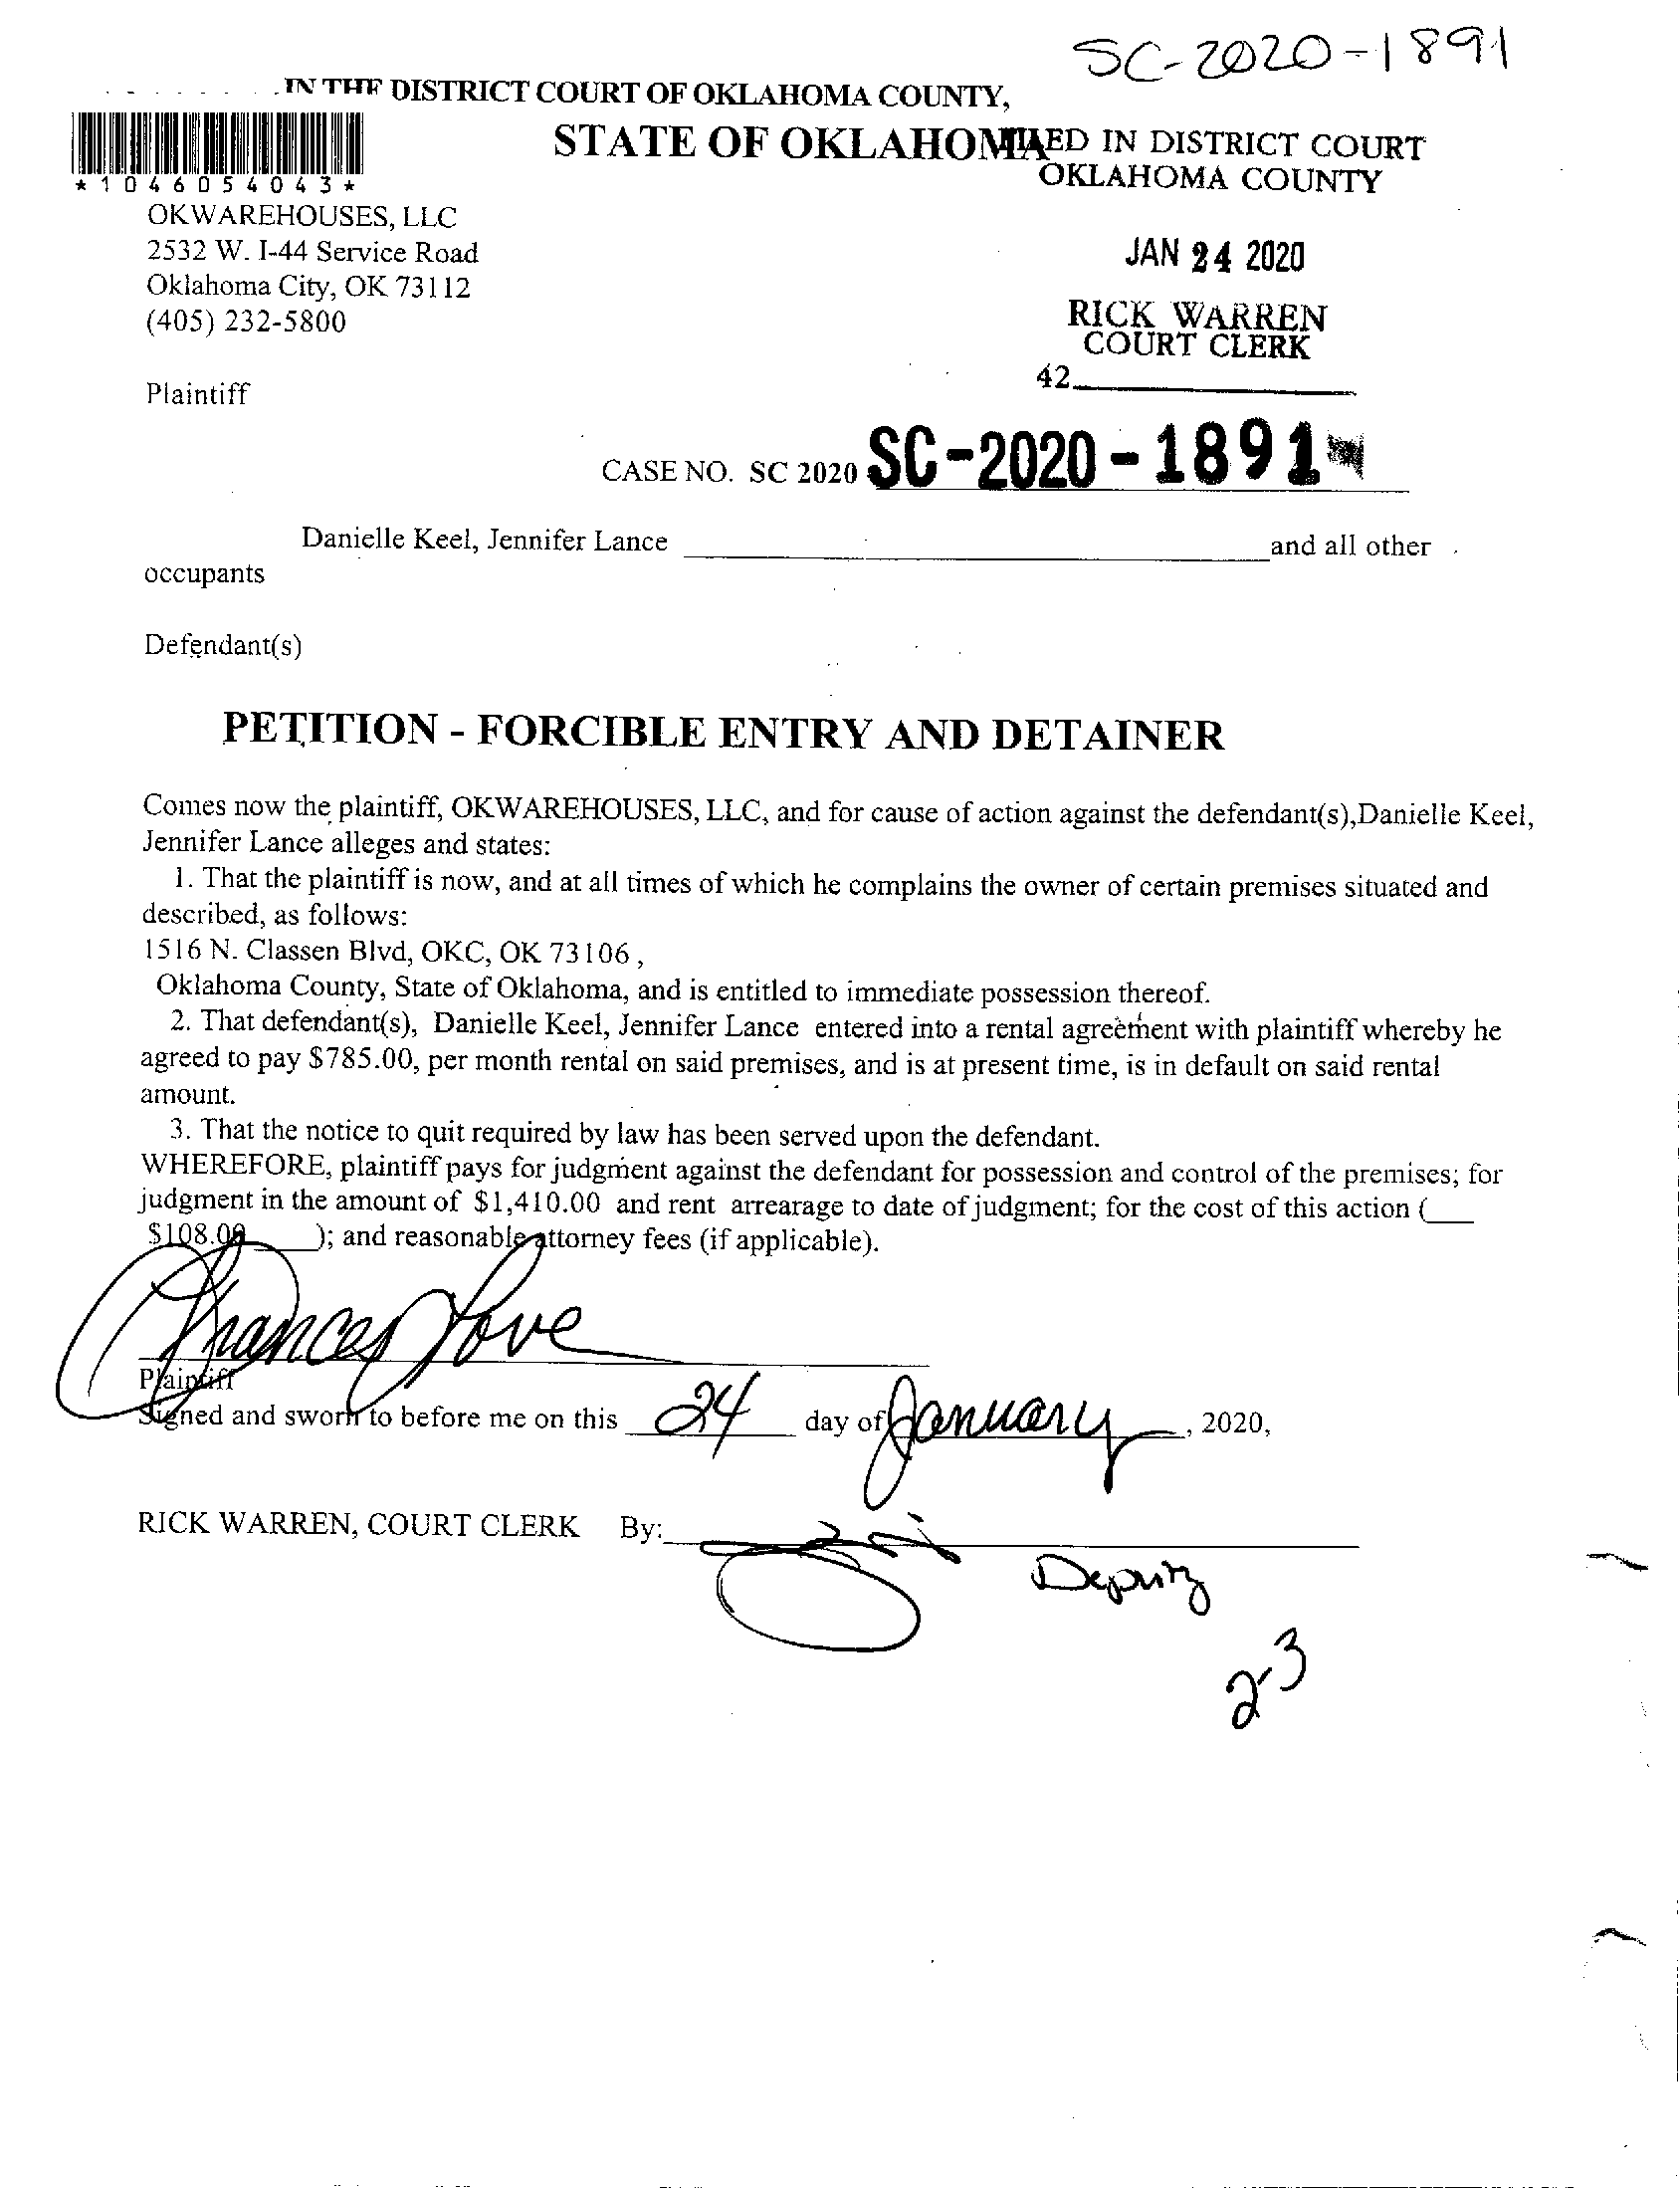 SC-2020-1891
IN THE DISTRICT COURT OF OKLAHOMA COUNTY,
STATE OF OKLAHOMA
FILED IN DISTRICT COURT
OKLAHOMA COUNTY
*1046054043*
OKWAREHOUSES, LLC
2532 W. I-44 Service Road
Oklahoma City, OK 73112
(405) 232-5800
JAN 24 2020
RICK WARREN
COURT CLERK
42
Plaintiff
CASE NO. SC 2020 SC-2020-1891
Danielle Keel, Jennifer Lance and all other
occupants
Defendant(s)
PETITION - FORCIBLE ENTRY AND DETAINER
Comes now the plaintiff, OKWAREHOUSES, LLC, and for cause of action against the defendant(s),Danielle Keel,
Jennifer Lance alleges and states:
1. That the plaintiff is now, and at all times of which he complains the owner of certain premises situated and
described, as follows:
1516 N. Classen Blvd, OKC, OK 73106 ,
Oklahoma County, State of Oklahoma, and is entitled to immediate possession thereof.
2. That defendant(s), Danielle Keel, Jennifer Lance entered into a rental agreement with plaintiff whereby he
agreed to pay $785.00, per month rental on said premises, and is at present time, is in default on said rental
amount.
3. That the notice to quit required by law has been served upon the defendant.
WHEREFORE, plaintiff pays for judgment against the defendant for possession and control of the premises; for
judgment in the amount of $1,410.00 and rent arrearage to date of judgment; for the cost of this action (
$108.00 ); and reasonable attorney fees (if applicable).
Frances Love
Plaintiff
Signed and sworn to before me on this 24 day of January, 2020,
RICK WARREN, COURT CLERK By:
Deputy
2-3